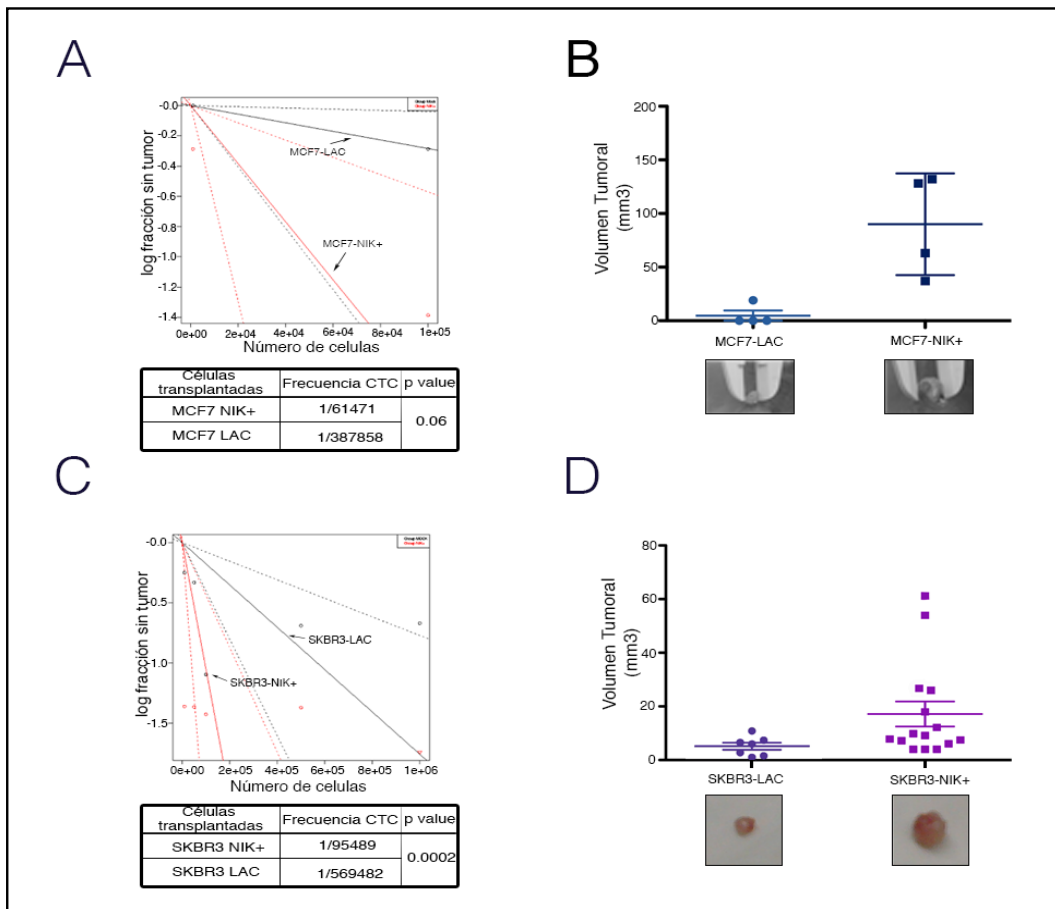 A
log fracción sin tumor
-0.0
-0.2
-0.4
-0.6
-0.8
-1.0
-1.2
-1.4
MCF7-LAC
MCF7-NIK+
0e+00 2e+04 4e+04 6e+04 8e+04 1e+05
Número de celulas
Células transplantadas Frecuencia CTC p value
MCF7 NIK+ 1/61471 0.06
MCF7 LAC 1/387858
B
Volumen Tumoral
(mm3)
200
150
100
50
0
MCF7-LAC MCF7-NIK+
C
log fracción sin tumor
-0.0
-0.5
-1.0
-1.5
SKBR3-LAC
SKBR3-NIK+
0e+00 2e+05 4e+05 6e+05 8e+05 1e+06
Número de celulas
Células transplantadas Frecuencia CTC p value
SKBR3 NIK+ 1/95489 0.0002
SKBR3 LAC 1/569482
D
Volumen Tumoral
(mm3)
80
60
40
20
0
SKBR3-LAC SKBR3-NIK+